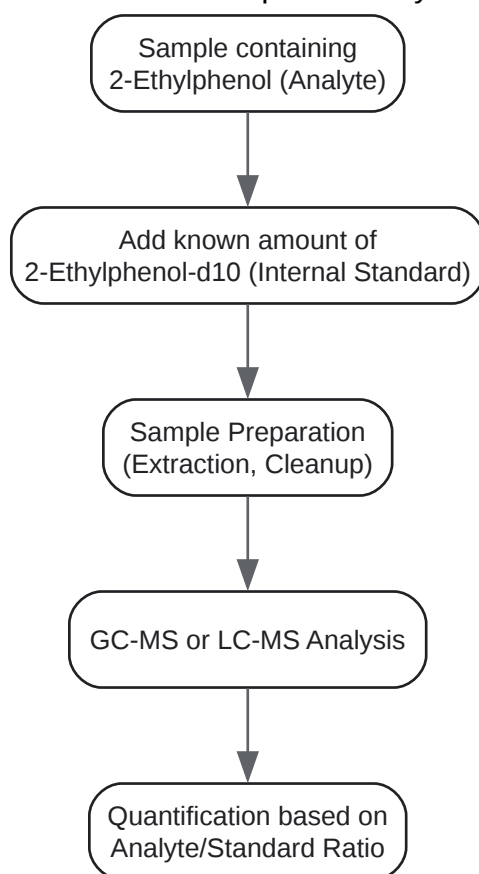 Sample containing
2-Ethylphenol (Analyte)
Add known amount of
2-Ethylphenol-d10 (Internal Standard)
Sample Preparation
(Extraction, Cleanup)
GC-MS or LC-MS Analysis
Quantification based on
Analyte/Standard Ratio